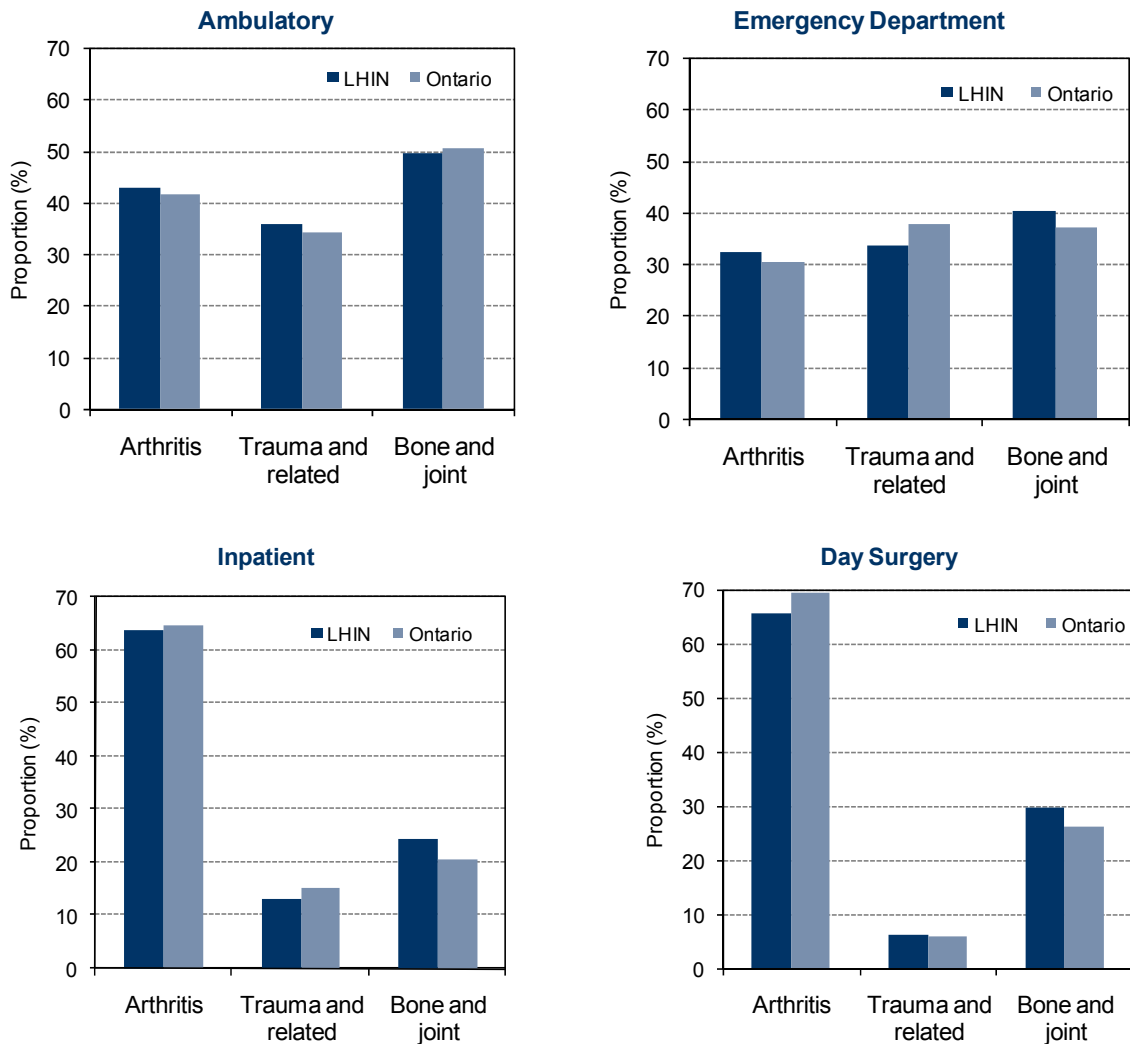 Ambulatory
70
60
50
40
30
20
10
0
Proportion (%)
LHIN Ontario
Arthritis
Trauma and
related
Bone and
joint
Emergency Department
70
60
50
40
30
20
10
0
Proportion (%)
LHIN Ontario
Arthritis
Trauma and
related
Bone and
joint
Inpatient
70
60
50
40
30
20
10
0
Proportion (%)
LHIN Ontario
Arthritis
Trauma and
related
Bone and
joint
Day Surgery
70
60
50
40
30
20
10
0
Proportion (%)
LHIN Ontario
Arthritis
Trauma and
related
Bone and
joint